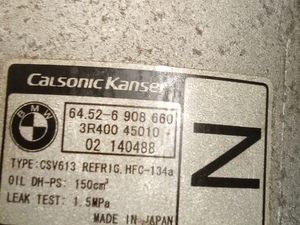 CALSONIC KANSEI
BMW
64.52-6 908 660
3R400 45010
02 140488
N
TYPE:CSV613 REFRIG.HFC-134a
OIL DH-PS: 150cm³
LEAK TEST: 1.5MPa
MADE IN JAPAN